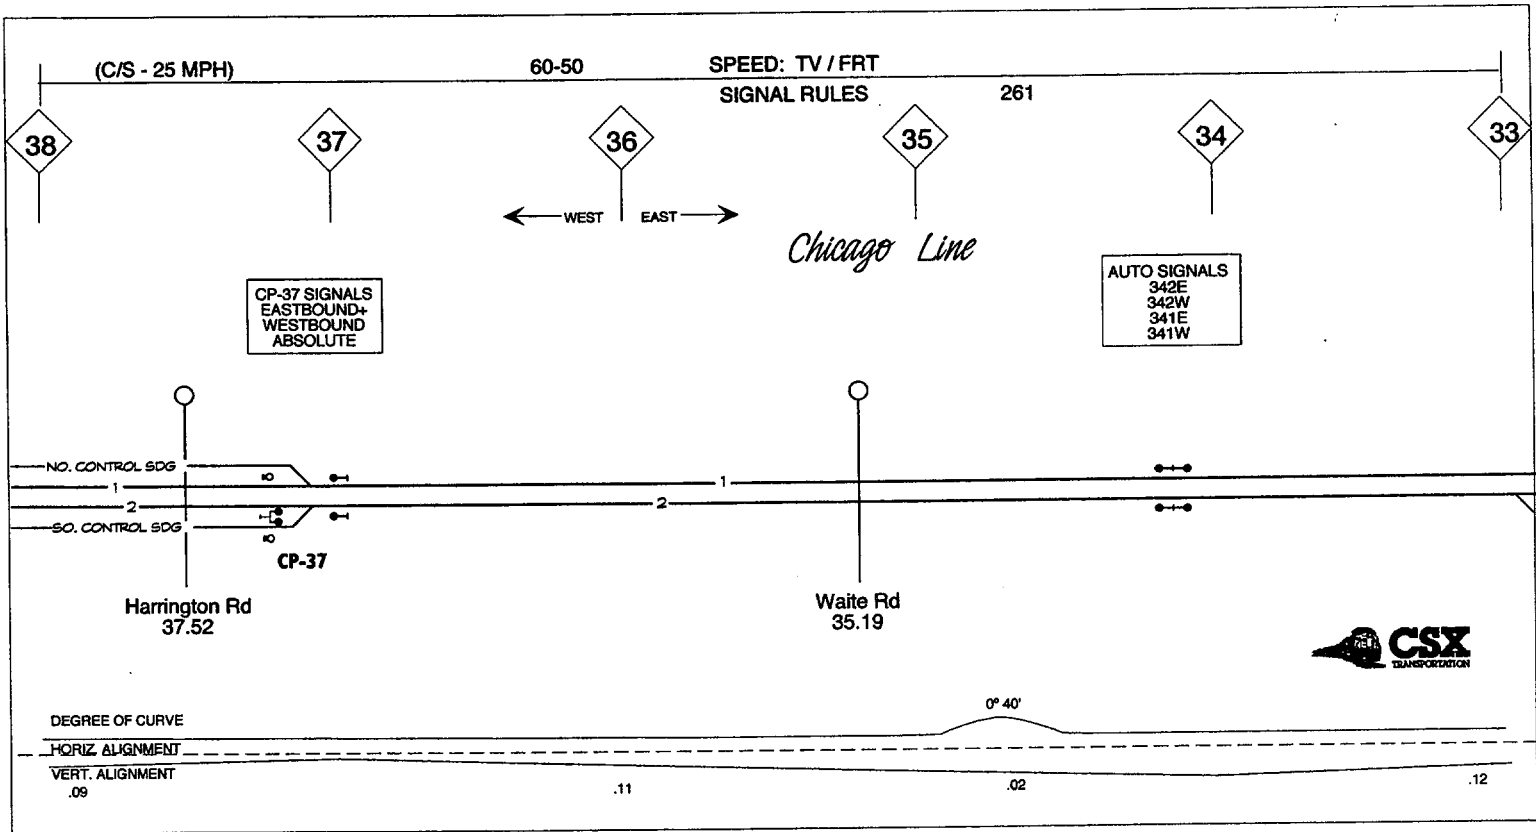 (C/S - 25 MPH) 60-50 SPEED: TV / FRT
SIGNAL RULES 261
38 37 36 35 34 33
WEST EAST
Chicago Line
CP-37 SIGNALS
EASTBOUND+
WESTBOUND
ABSOLUTE
AUTO SIGNALS
342E
342W
341E
341W
NO. CONTROL SDG
1 1
2 2
SO. CONTROL SDG
CP-37
Harrington Rd
37.52
Waite Rd
35.19
CSX
TRANSPORTATION
DEGREE OF CURVE
0° 40'
HORIZ. ALIGNMENT
VERT. ALIGNMENT
.09 .11 .02 .12